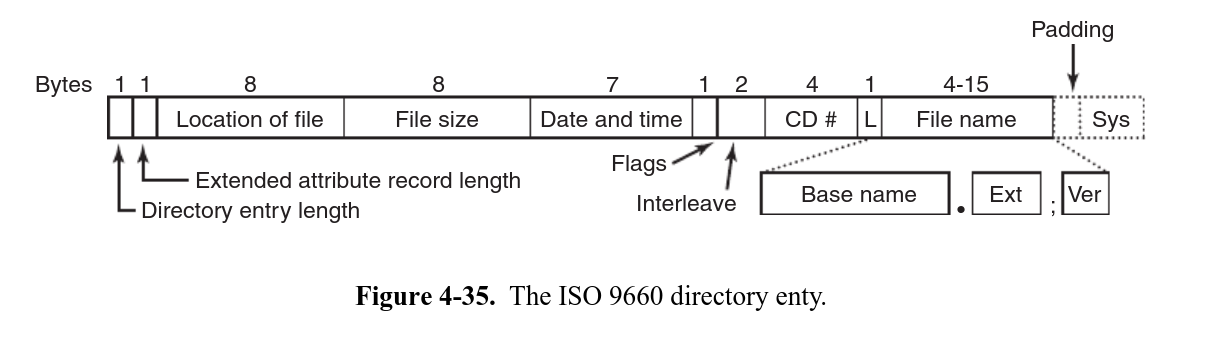 Padding
Bytes 1 1 8 8 7 1 2 4 1 4-15
Location of file File size Date and time CD # L File name Sys
Flags
Extended attribute record length
Interleave
Base name . Ext ; Ver
Directory entry length
Figure 4-35. The ISO 9660 directory enty.